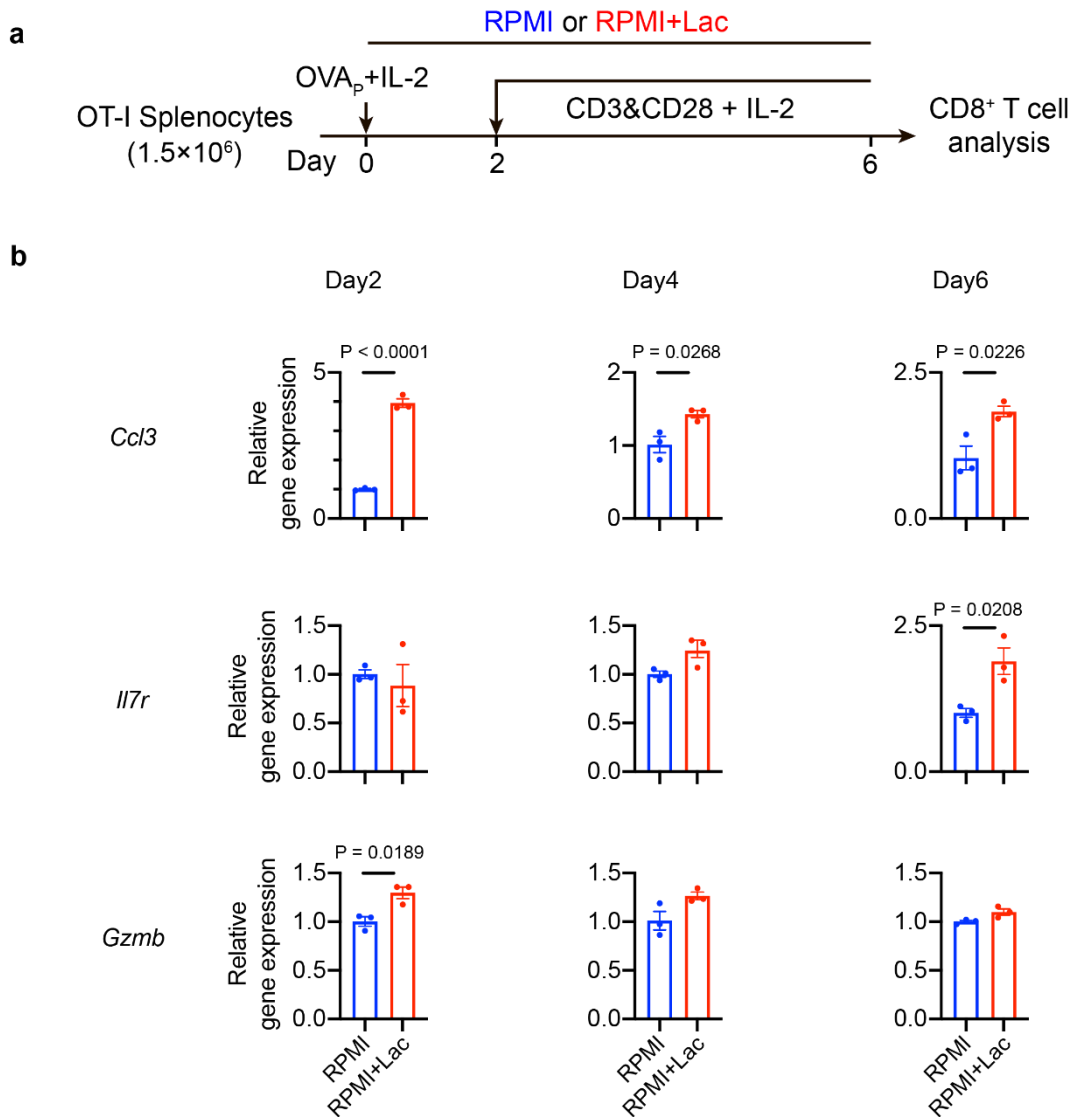 a
RPMI or RPMI+Lac
OVAP+IL-2
OT-I Splenocytes
(1.5×10⁶)
CD3&CD28 + IL-2
CD8⁺ T cell
analysis
Day 0 2 6
b
Day2 Day4 Day6
Ccl3
Relative
gene expression
P < 0.0001
5
0
P = 0.0268
2
1
0
P = 0.0226
2.5
0.0
Il7r
Relative
gene expression
1.5
1.0
0.5
0.0
1.5
1.0
0.5
0.0
P = 0.0208
2.5
0.0
Gzmb
Relative
gene expression
P = 0.0189
1.5
1.0
0.5
0.0
1.5
1.0
0.5
0.0
1.5
1.0
0.5
0.0
RPMI
RPMI+Lac
RPMI
RPMI+Lac
RPMI
RPMI+Lac